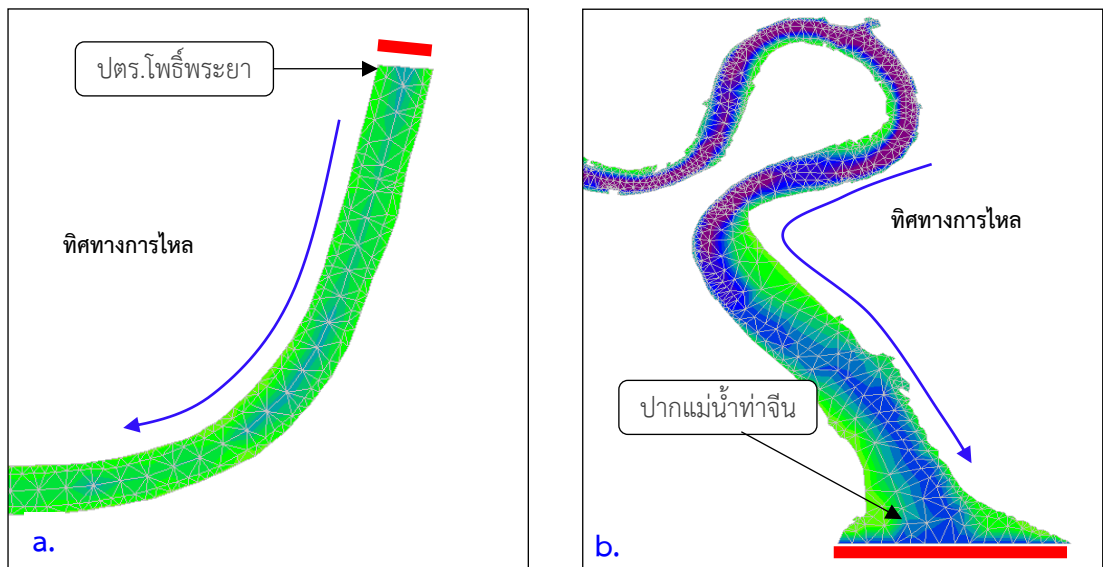 ปตร.โพธิ์พระยา
ทิศทางการไหล
a.
ทิศทางการไหล
ปากแม่น้ำท่าจีน
b.